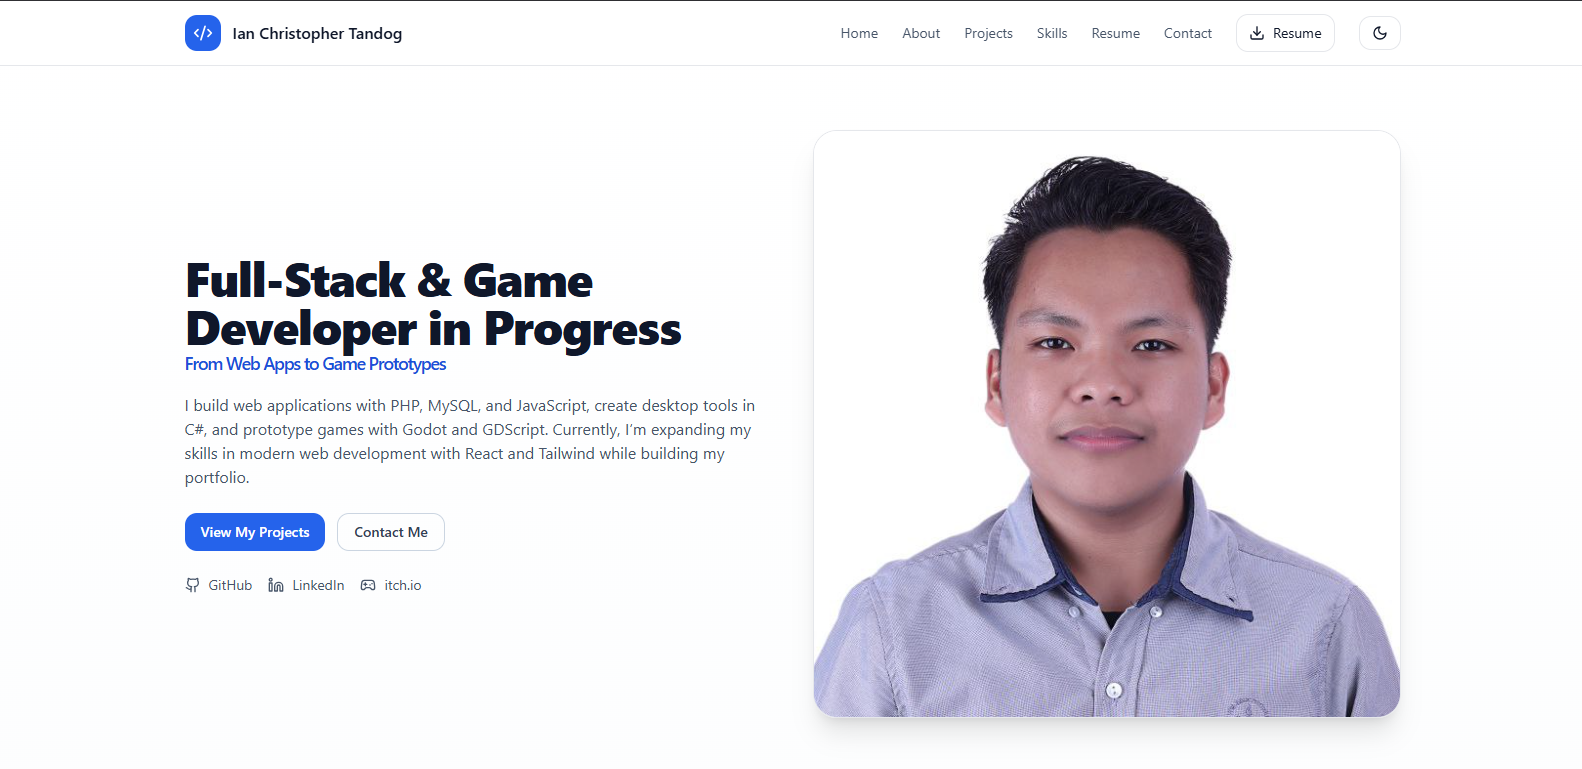 </> Ian Christopher Tandog
Home About Projects Skills Resume Contact Resume
Full-Stack & Game
Developer in Progress
From Web Apps to Game Prototypes
I build web applications with PHP, MySQL, and JavaScript, create desktop tools in
C#, and prototype games with Godot and GDScript. Currently, I’m expanding my
skills in modern web development with React and Tailwind while building my
portfolio.
View My Projects Contact Me
GitHub LinkedIn itch.io